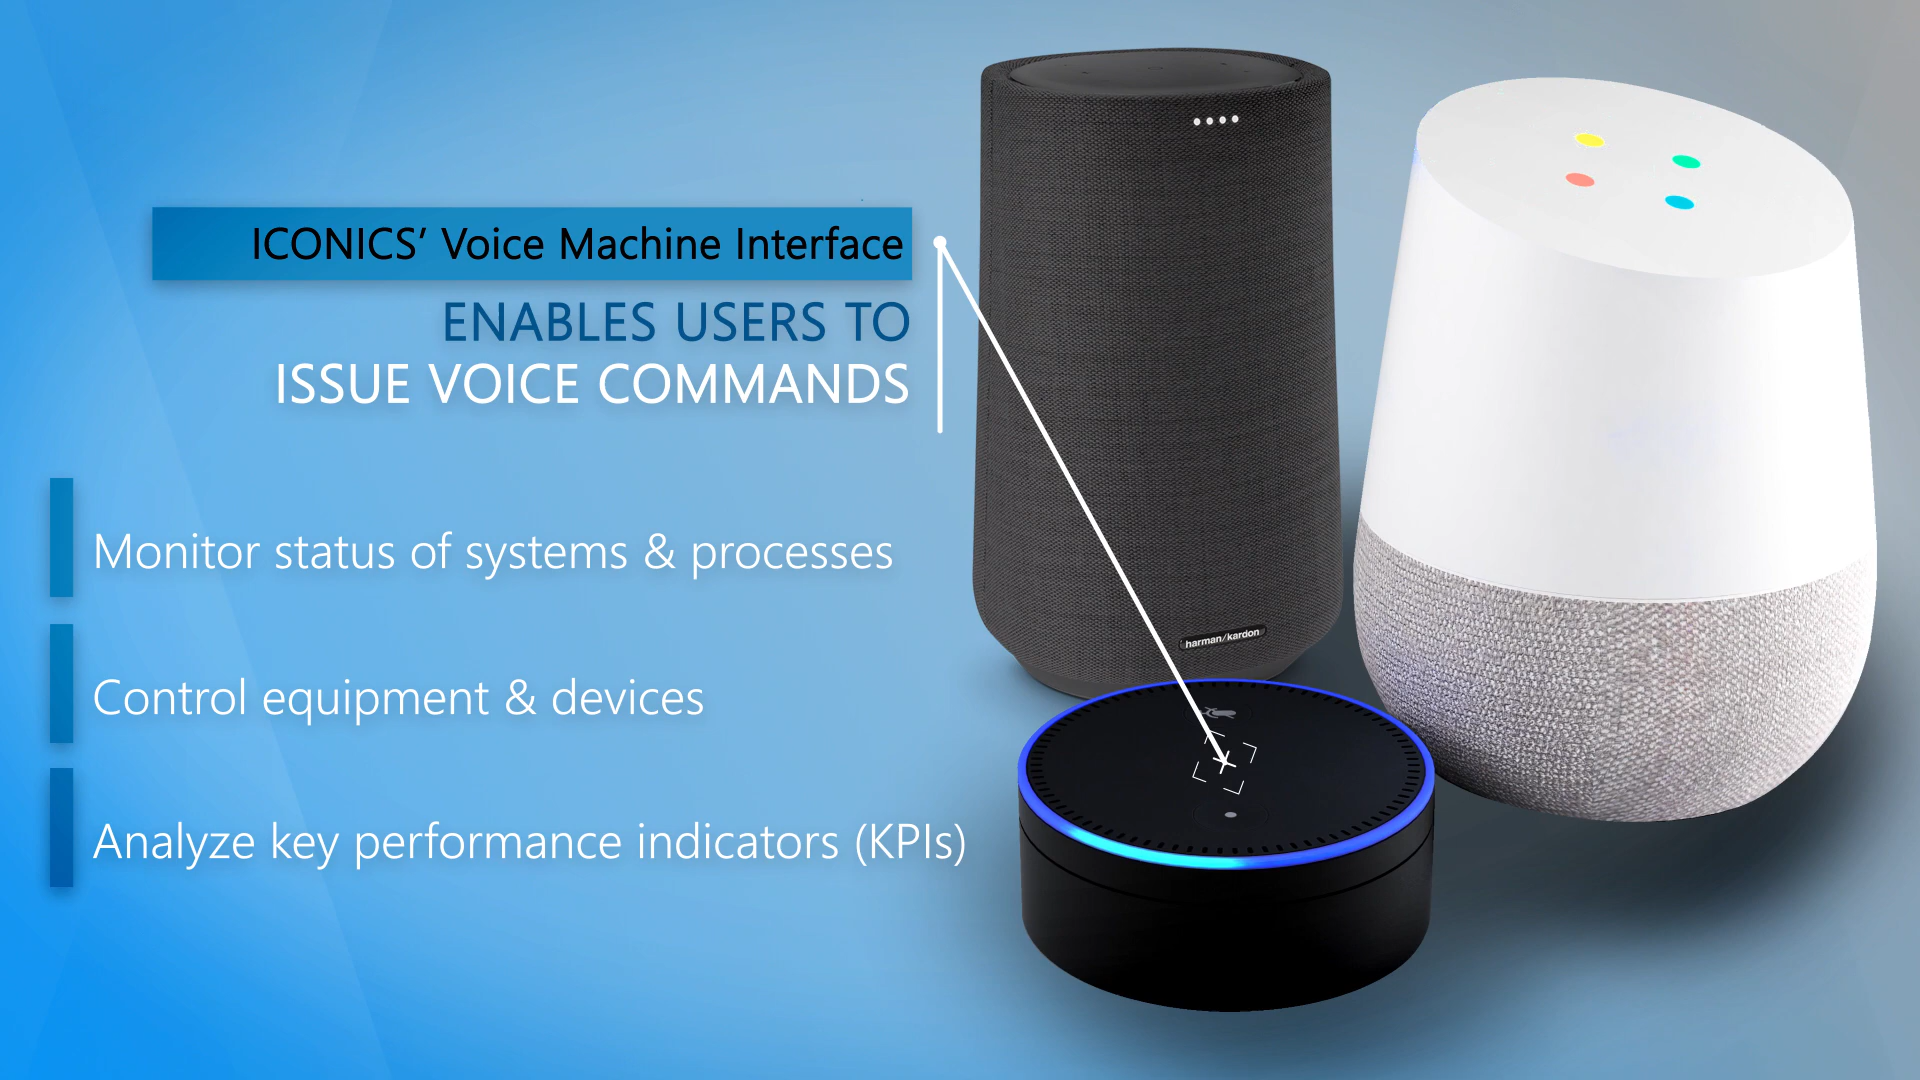 ICONICS’ Voice Machine Interface
ENABLES USERS TO
ISSUE VOICE COMMANDS
Monitor status of systems & processes
Control equipment & devices
Analyze key performance indicators (KPIs)
harman/kardon